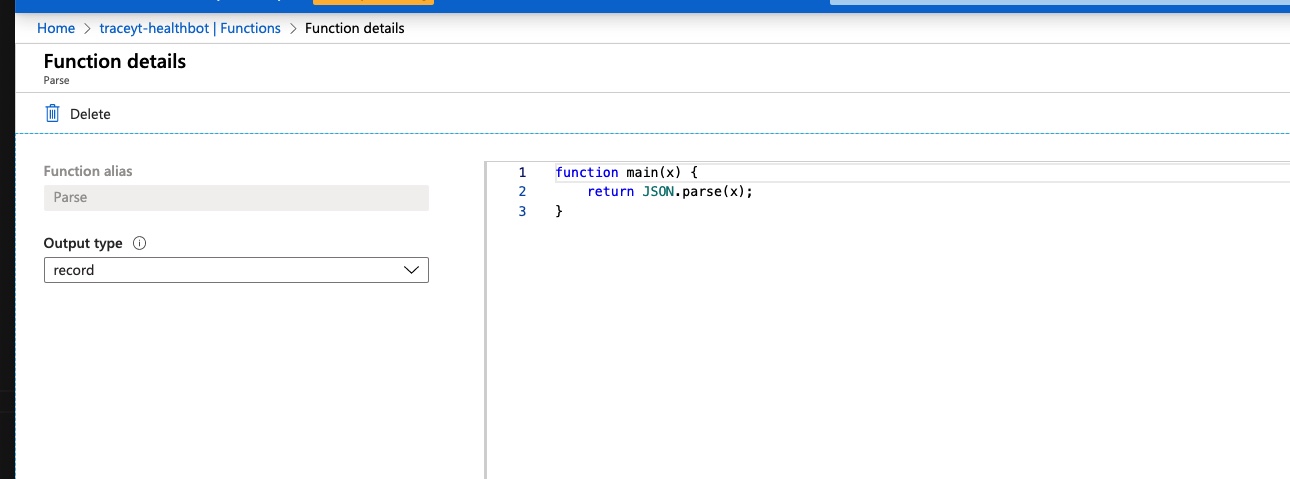 Home > traceyt-healthbot | Functions > Function details
Function details
Parse
Delete
Function alias
Parse
Output type
record
1 function main(x) {
2 return JSON.parse(x);
3 }